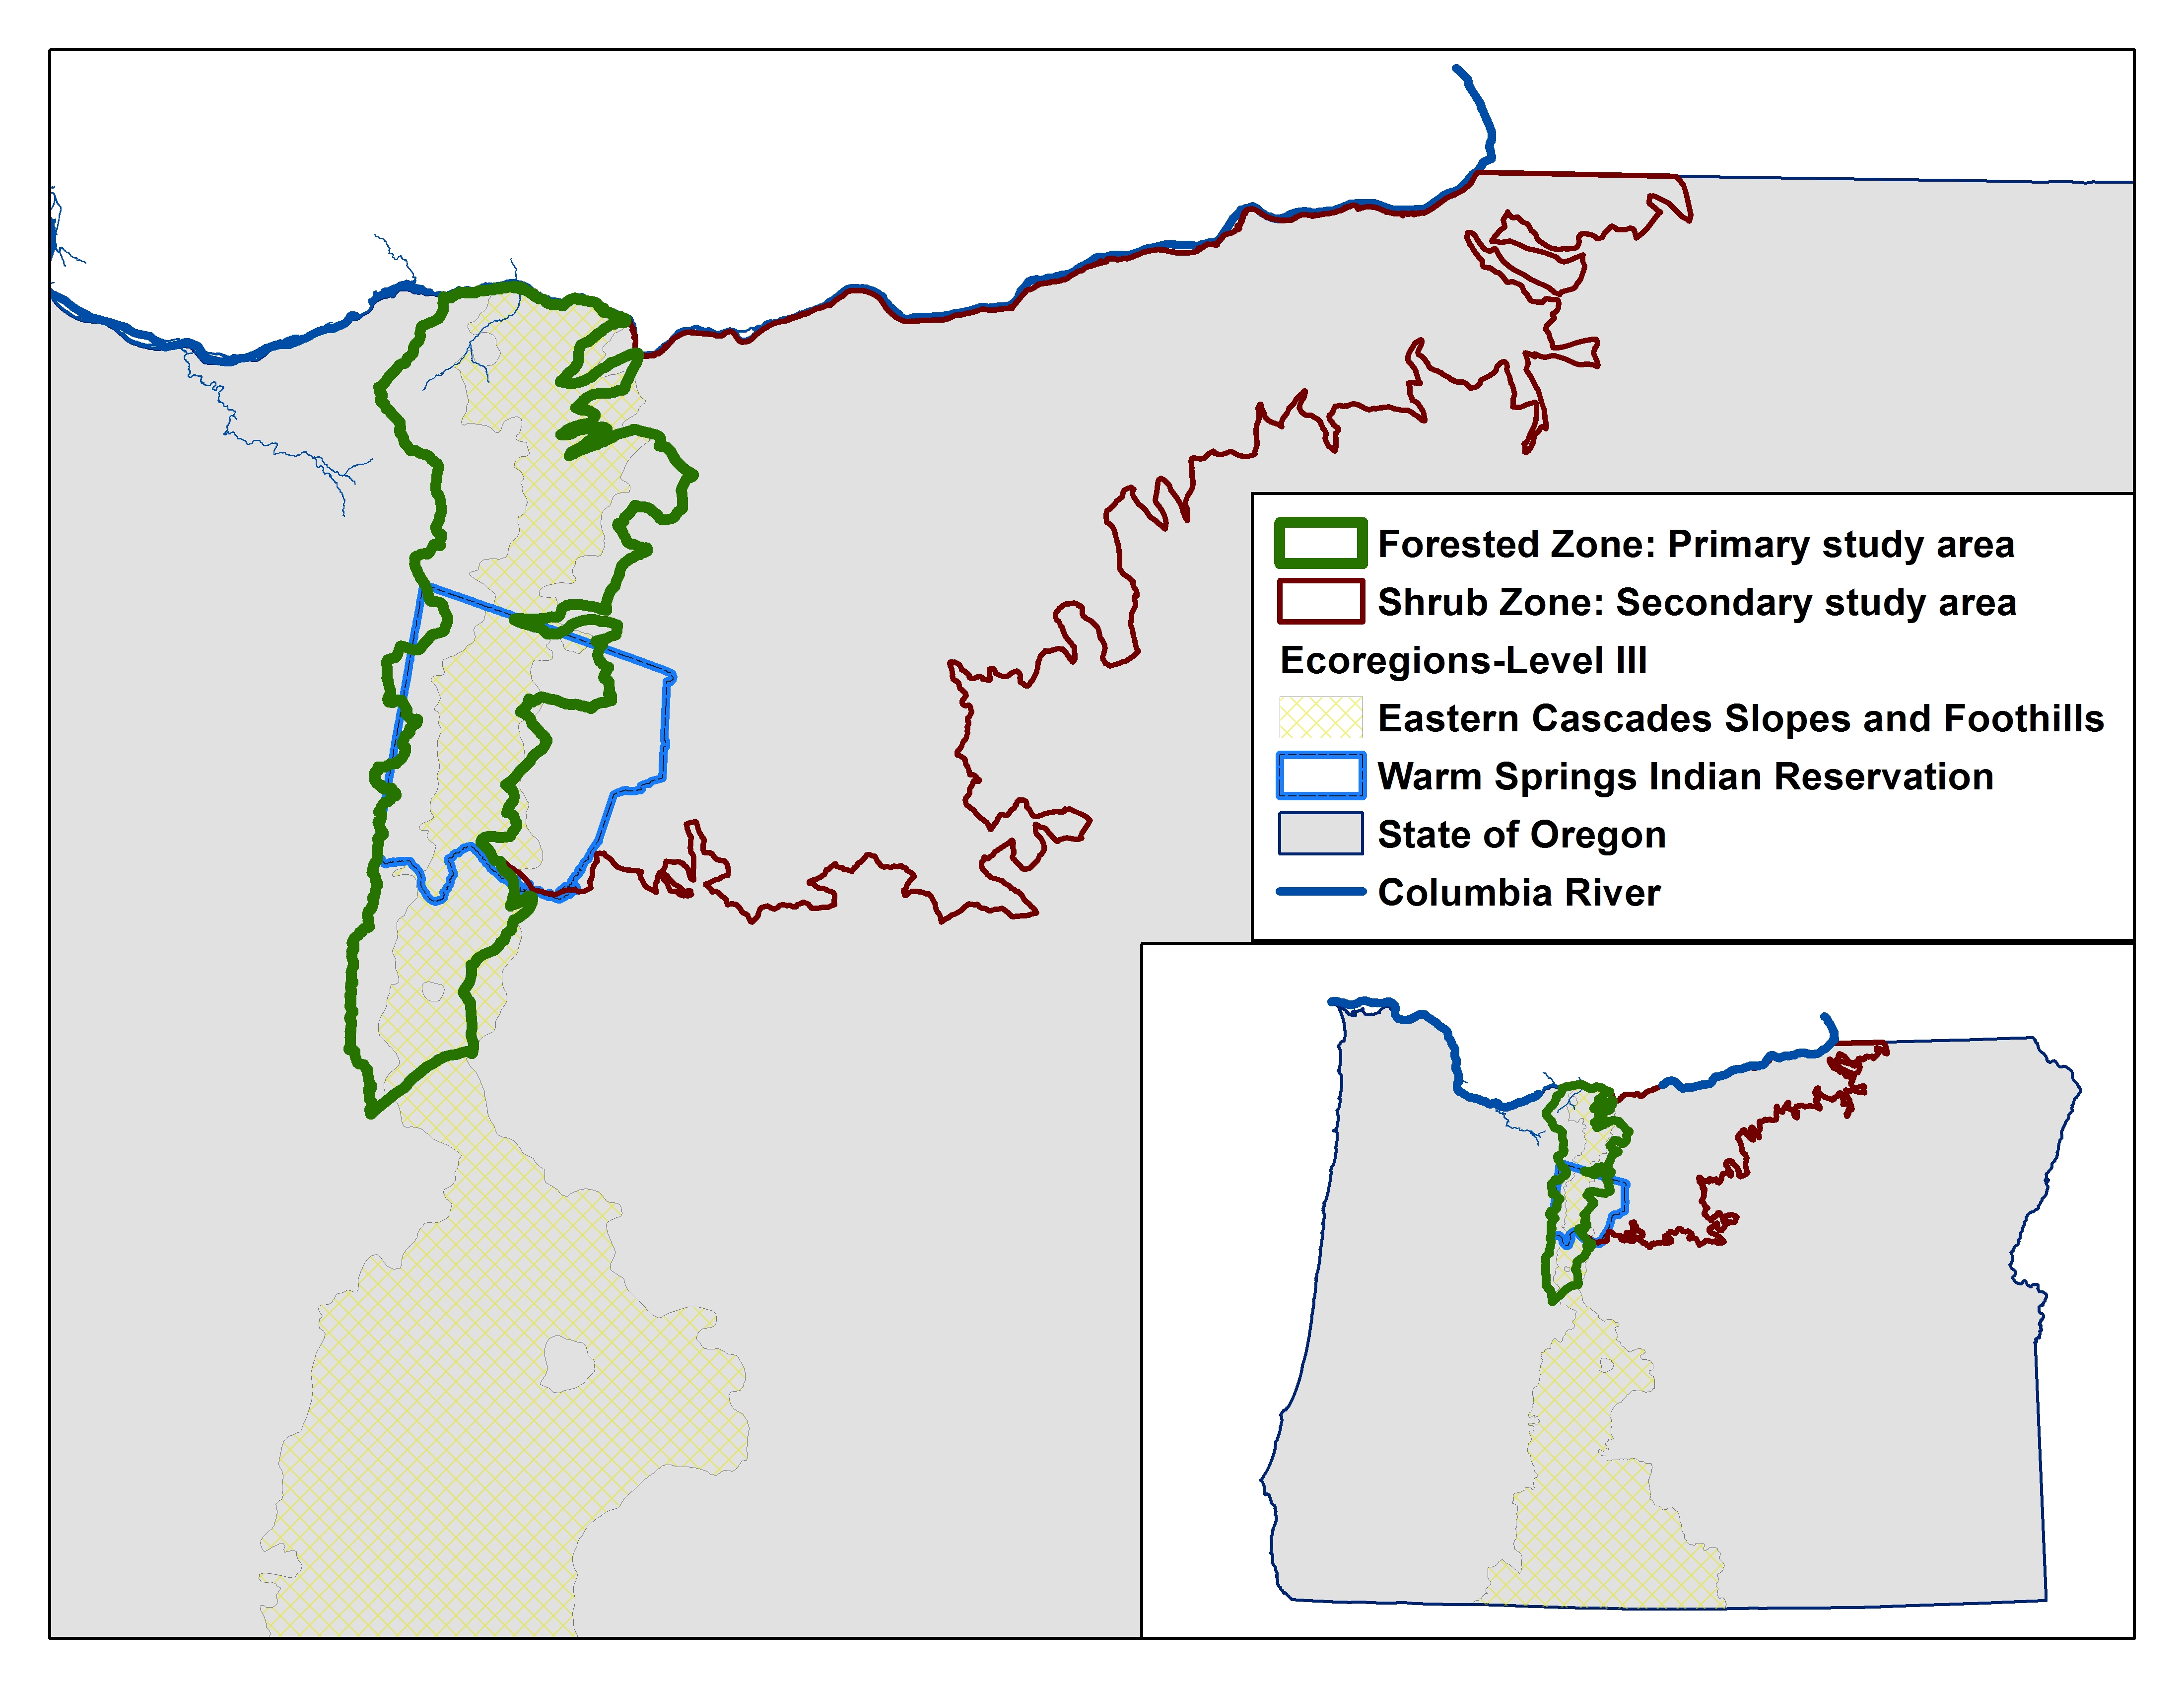 Forested Zone: Primary study area
Shrub Zone: Secondary study area
Ecoregions-Level III
Eastern Cascades Slopes and Foothills
Warm Springs Indian Reservation
State of Oregon
Columbia River